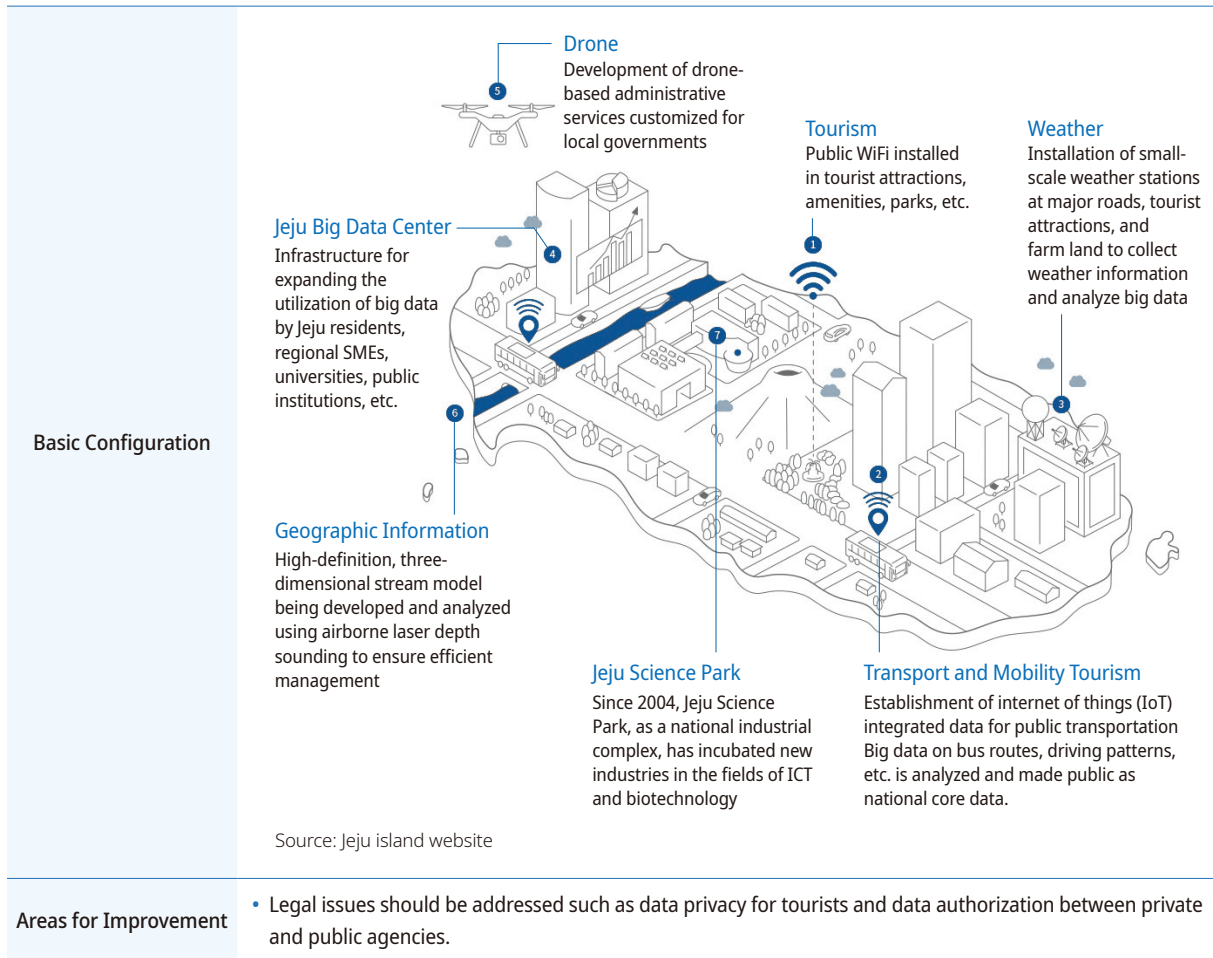 Basic Configuration
5
Drone
Development of drone-
based administrative
services customized for
local governments
Tourism
Public WiFi installed
in tourist attractions,
amenities, parks, etc.
1
Weather
Installation of small-
scale weather stations
at major roads, tourist
attractions, and
farm land to collect
weather information
and analyze big data
3
Jeju Big Data Center
4
Infrastructure for
expanding the
utilization of big data
by Jeju residents,
regional SMEs,
universities, public
institutions, etc.
7
6
2
Geographic Information
High-definition, three-
dimensional stream model
being developed and analyzed
using airborne laser depth
sounding to ensure efficient
management
Jeju Science Park
Since 2004, Jeju Science
Park, as a national industrial
complex, has incubated new
industries in the fields of ICT
and biotechnology
Transport and Mobility Tourism
Establishment of internet of things (IoT)
integrated data for public transportation
Big data on bus routes, driving patterns,
etc. is analyzed and made public as
national core data.
Source: Jeju island website
Areas for Improvement
• Legal issues should be addressed such as data privacy for tourists and data authorization between private
and public agencies.